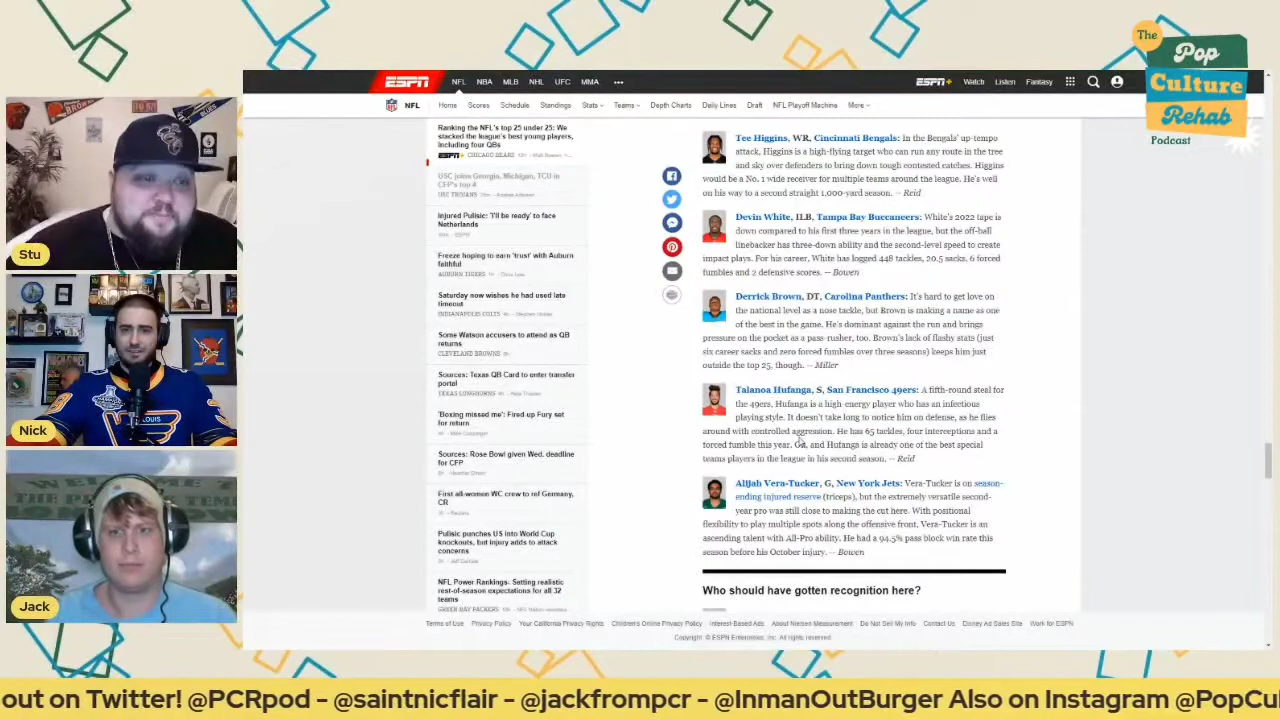 The
Pop
Culture
Rehab
Podcast
ESPN
NFL NBA MLB NHL UFC MMA •••
ESPN+ Watch Listen Fantasy
NFL Home Scores Schedule Standings Stats Teams Depth Charts Daily Lines Draft NFL Playoff Machine More
Ranking the NFL's top 25 under 25: We
stacked the league's best young players,
including four QBs
ESPN+ CHICAGO BEARS
USC joins Georgia, Michigan, TCU in
CFP's top 4
USC TROJANS
Injured Pulisic: 'I'll be ready' to face
Netherlands
Freeze hoping to earn 'trust' with Auburn
faithful
AUBURN TIGERS
Saturday now wishes he had used late
timeout
INDIANAPOLIS COLTS
Some Watson accusers to attend as QB
returns
CLEVELAND BROWNS
Sources: Texas QB Card to enter transfer
portal
TEXAS LONGHORNS
'Boxing missed me': Fired up Fury set
for return
Sources: Rose Bowl given Wed. deadline
for CFP
First all-women WC crew to ref Germany,
CR
Pulisic punches US into World Cup
knockouts, but injury adds to attack
concerns
NFL Power Rankings: Setting realistic
rest-of-season expectations for all 32
teams
GREEN BAY PACKERS
Tee Higgins, WR, Cincinnati Bengals: In the Bengals' up-tempo
attack, Higgins is a high-flying target who can run any route in the tree
and sky over defenders to bring down tough contested catches. Higgins
would be a No. 1 wide receiver for multiple teams around the league. He's well
on his way to a second straight 1,000-yard season. -- Reid
Devin White, ILB, Tampa Bay Buccaneers: White's 2022 tape is
down compared to his first three years in the league, but the off-ball
linebacker has three-down ability and the second-level speed to create
impact plays. For his career, White has logged 448 tackles, 20.5 sacks, 6 forced
fumbles and 2 defensive scores. -- Bowen
Derrick Brown, DT, Carolina Panthers: It's hard to get love on
the national level as a nose tackle, but Brown is making a name as one
of the best in the game. He's dominant against the run and brings
pressure on the pocket as a pass-rusher, too. Brown's lack of flashy stats (just
six career sacks and zero forced fumbles over three seasons) keeps him just
outside the top 25, though. -- Miller
Talanoa Hufanga, S, San Francisco 49ers: A fifth-round steal for
the 49ers, Hufanga is a high-energy player who has an infectious
playing style. It doesn't take long to notice him on defense, as he flies
around with controlled aggression. He has 65 tackles, four interceptions and a
forced fumble this year. and Hufanga is already one of the best special
teams players in the league in his second season. -- Reid
Alijah Vera-Tucker, G, New York Jets: Vera-Tucker is on season-
ending injured reserve (triceps), but the extremely versatile second-
year pro was still close to making the cut here. With positional
flexibility to play multiple spots along the offensive front, Vera-Tucker is an
ascending talent with All-Pro ability. He had a 94.5% pass block win rate this
season before his October injury. -- Bowen
Who should have gotten recognition here?
Terms of Use Privacy Policy Your California Privacy Rights Children's Online Privacy Policy Interest-Based Ads About Nielsen Measurement Do Not Sell My Info Contact Us Disney Ad Sales Site Work for ESPN
Copyright: © ESPN Enterprises, Inc. All rights reserved.
Stu
Nick
Jack
out on Twitter! @PCRpod - @saintnicflair - @jackfrompcr - @InmanOutBurger Also on Instagram @PopCul